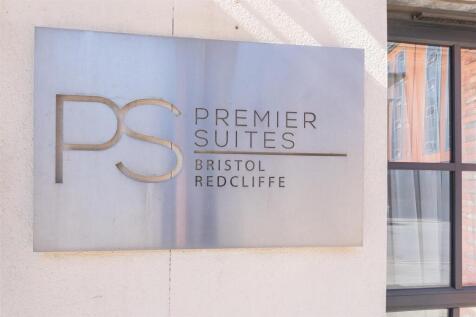 PS
PREMIER
SUITES
BRISTOL
REDCLIFFE